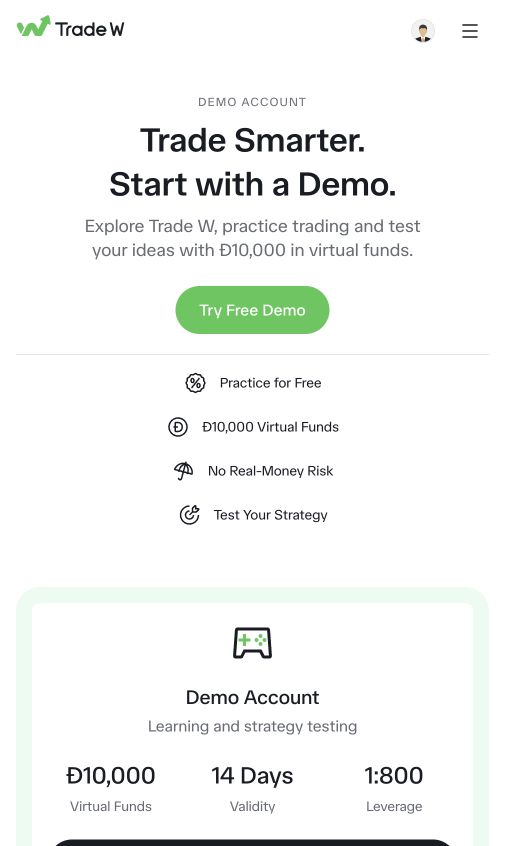 Trade W
DEMO ACCOUNT
Trade Smarter.
Start with a Demo.
Explore Trade W, practice trading and test
your ideas with Đ10,000 in virtual funds.
Try Free Demo
Practice for Free
Đ10,000 Virtual Funds
No Real-Money Risk
Test Your Strategy
Demo Account
Learning and strategy testing
Đ10,000 14 Days 1:800
Virtual Funds Validity Leverage